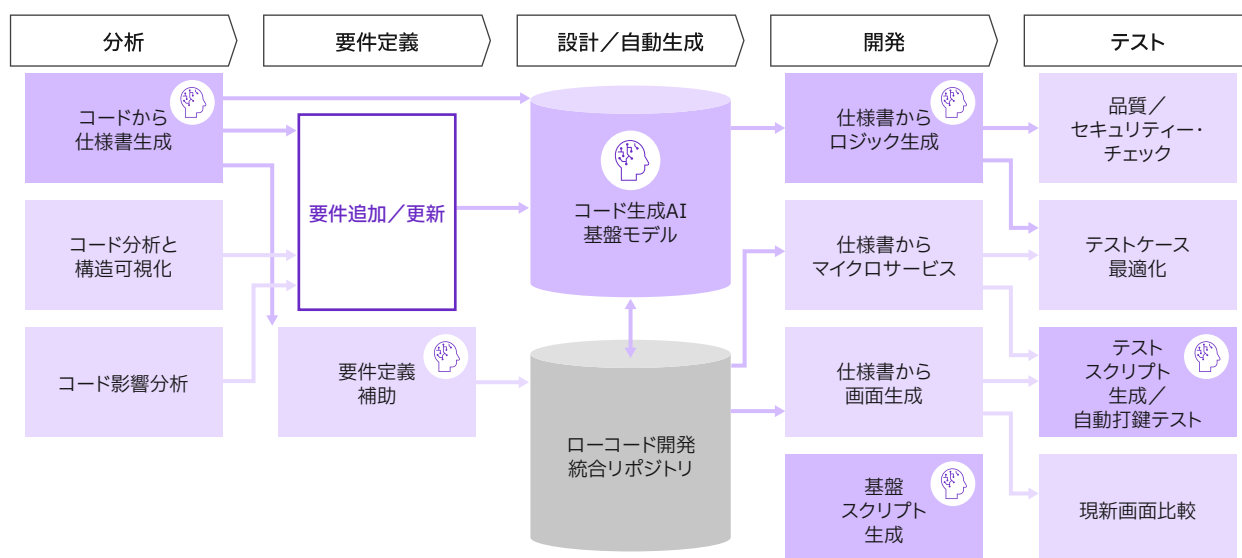 分析
要件定義
設計／自動生成
開発
テスト
コードから
仕様書生成
コード分析と
構造可視化
コード影響分析
要件追加／更新
要件定義
補助
コード生成AI
基盤モデル
ローコード開発
統合リポジトリ
仕様書から
ロジック生成
仕様書から
マイクロサービス
仕様書から
画面生成
基盤
スクリプト
生成
品質／
セキュリティー・
チェック
テストケース
最適化
テスト
スクリプト
生成／
自動打鍵テスト
現新画面比較